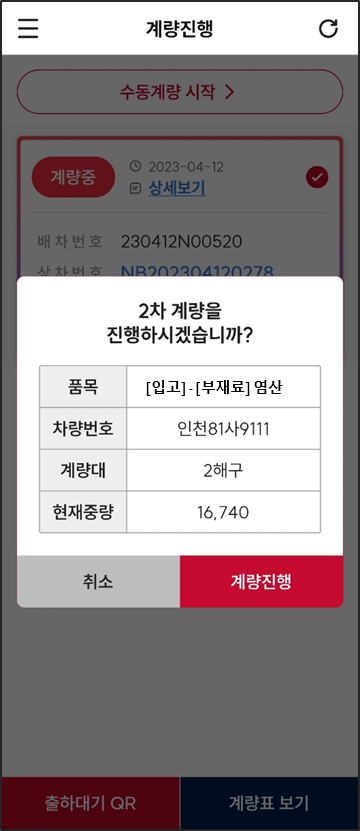 계량진행
수동계량 시작
계량중
2023-04-12
상세보기
배차번호 230412N00520
상차번호 NB202304120278
2차 계량을
진행하시겠습니까?
품목 [입고]-[부재료] 염산
차량번호 인천81사9111
계량대 2해구
현재중량 16,740
취소 계량진행
출하대기 QR 계량표 보기